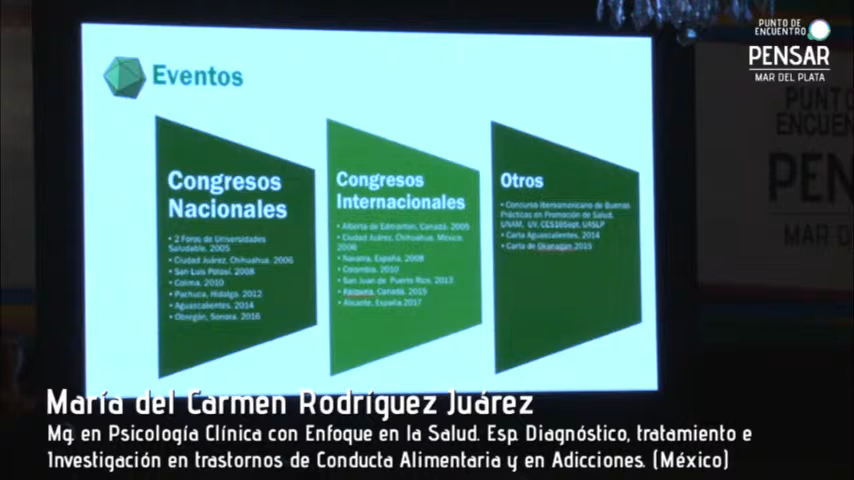 PUNTO DE
ENCUENTRO
PENSAR
MAR DEL PLATA
Eventos
Congresos
Nacionales
• 2 Foros de Universidades
Saludable. 2005
• Ciudad Juárez, Chihuahua. 2006
• San Luis Potosí. 2008
• Colima. 2010
• Pachuca, Hidalgo. 2012
• Aguascalientes. 2014
• Obregón, Sonora. 2016
Congresos
Internacionales
• Alberta de Edmonton, Canadá. 2005
• Ciudad Juárez, Chihuahua, México.
2006
• Navarra, España. 2008
• Colombia. 2010
• San Juan de Puerto Rico. 2013
• Canadá. 2015
• Alicante, España 2017
Otros
• Concurso Iberoamericano de Buenas
Prácticas en Promoción de Salud.
UNAM, UV, UASLP
• Carta Aguascalientes, 2014
• Carta de Okanagan 2015
PUNTO
ENCUEN
PEN
MAR D
María del Carmen Rodríguez Juárez
Mg. en Psicología Clínica con Enfoque en la Salud. Esp. Diagnóstico, tratamiento e
Investigación en trastornos de Conducta Alimentaria y en Adicciones. (México)